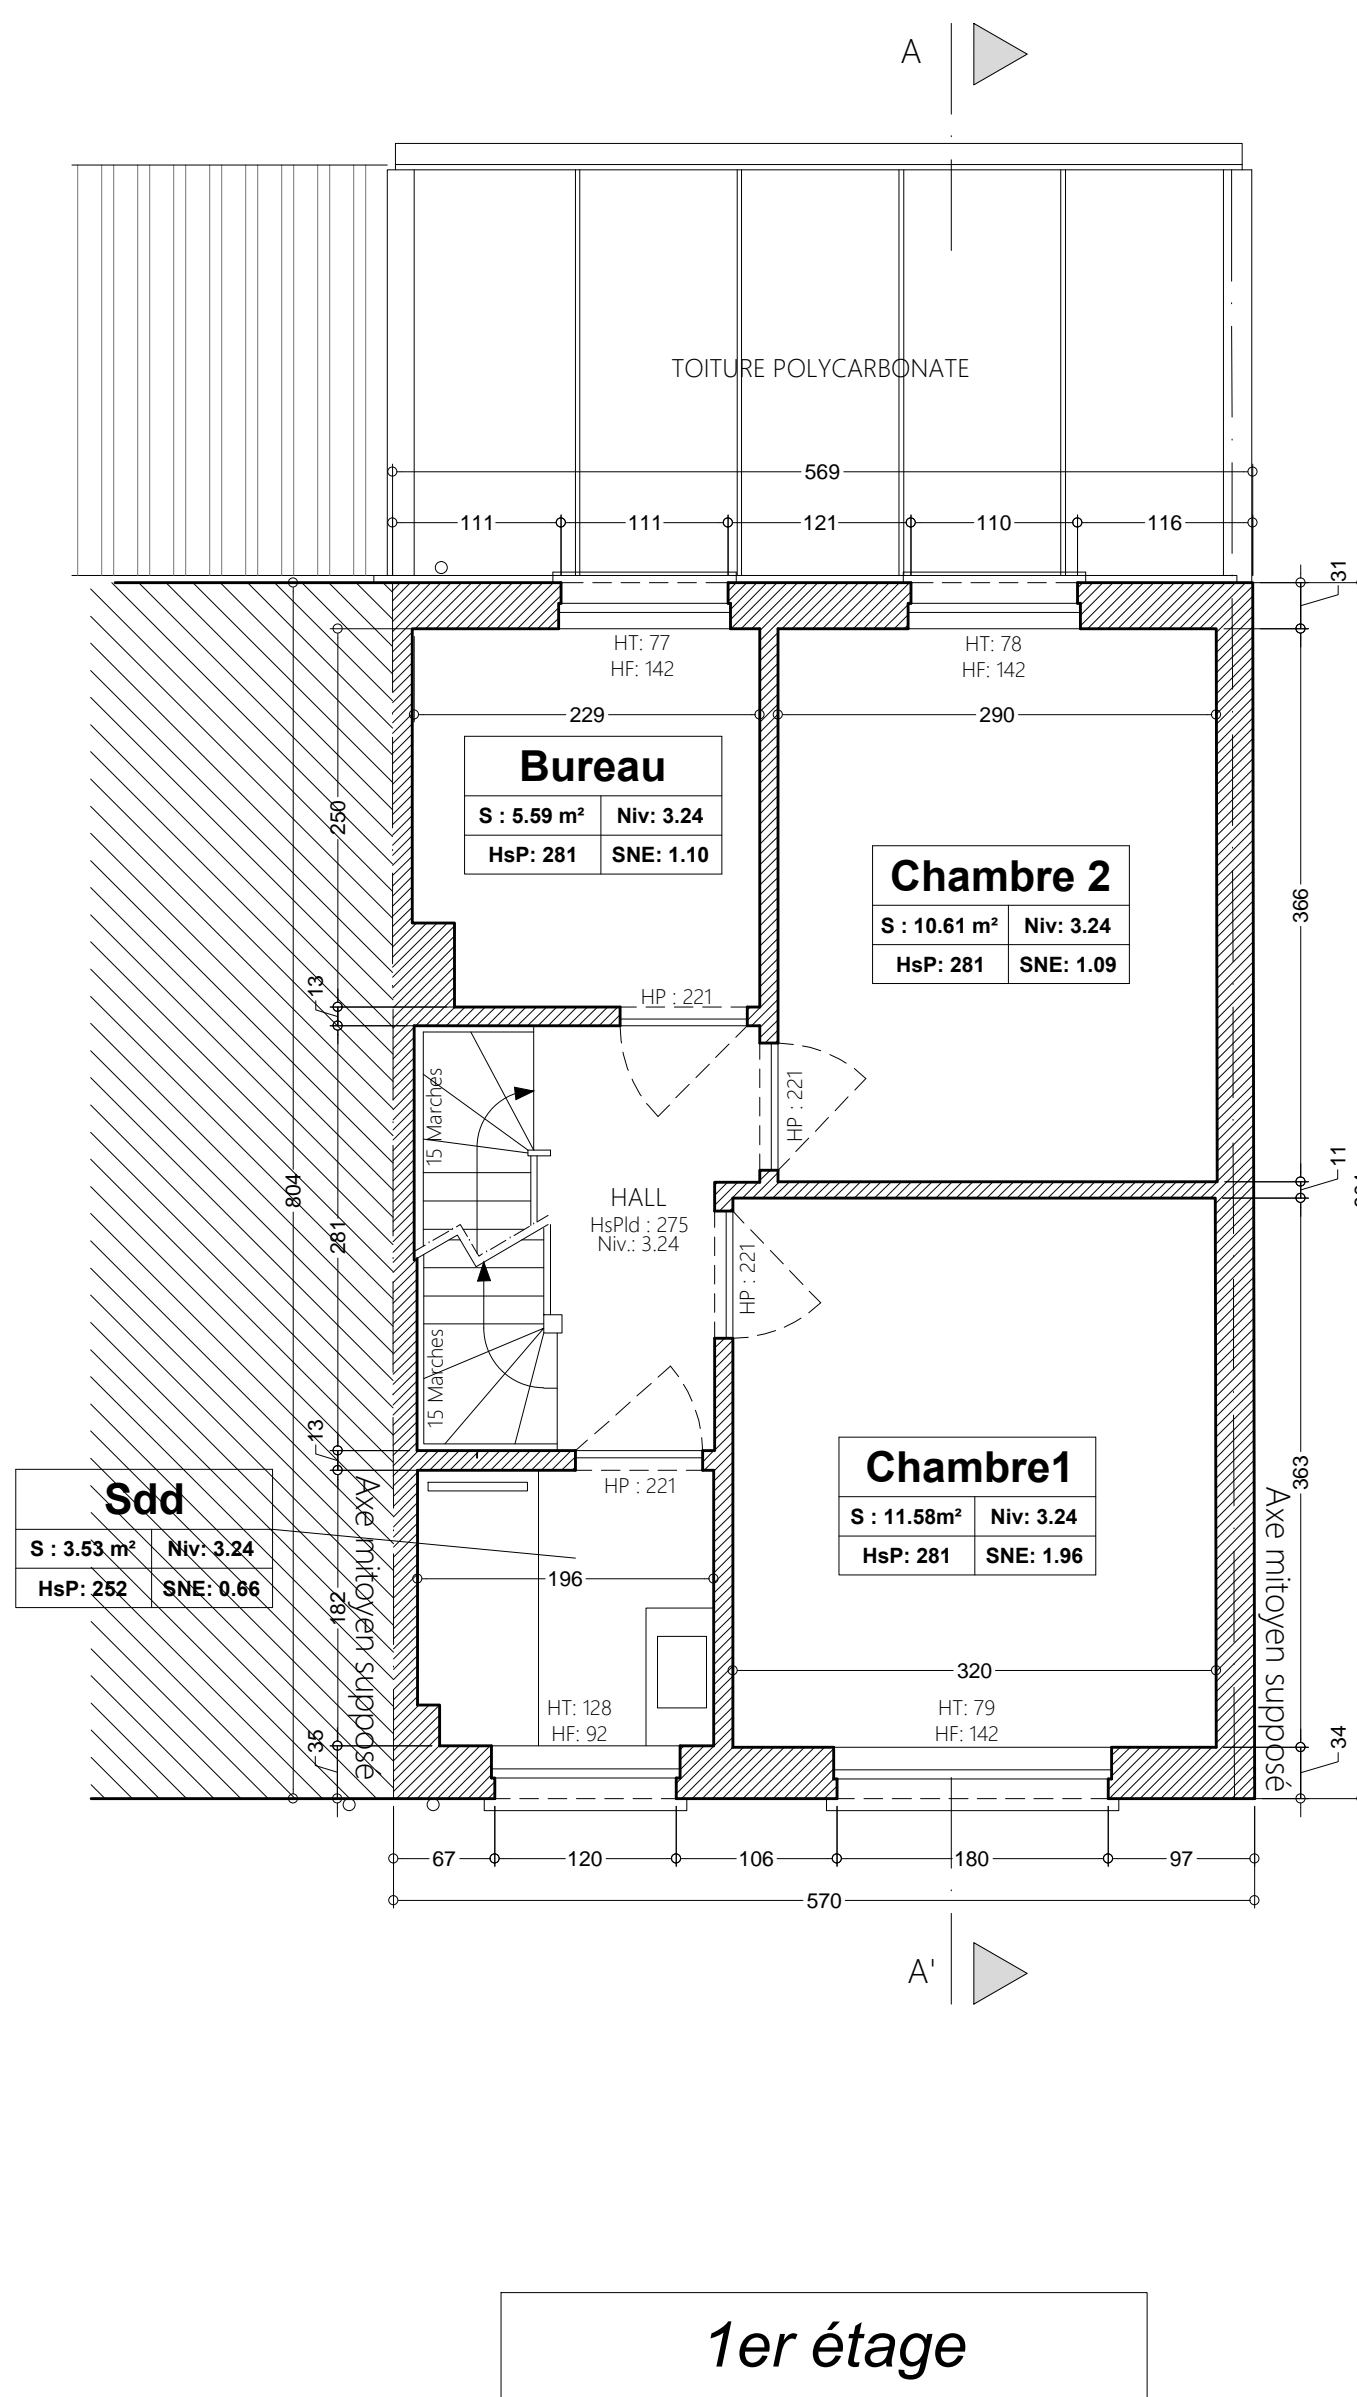 A
TOITURE POLYCARBONATE
569
111
111
121
110
116
31
HT: 77
HF: 142
HT: 78
HF: 142
229
290
Bureau
S : 5.59 m²
Niv: 3.24
HsP: 281
SNE: 1.10
250
Chambre 2
S : 10.61 m²
Niv: 3.24
HsP: 281
SNE: 1.09
366
13
HP : 221
15 Marches
HP : 221
804
281
HALL
HsPld : 275
Niv.: 3.24
11
HP : 221
15 Marches
13
Sdd
S : 3.53 m²
Niv: 3.24
HsP: 252
SNE: 0.66
HP : 221
Chambre1
S : 11.58m²
Niv: 3.24
HsP: 281
SNE: 1.96
363
Axe mitoyen supposé
Axe mitoyen supposé
196
182
320
HT: 128
HF: 92
HT: 79
HF: 142
35
34
67
120
106
180
97
570
A'
1er étage